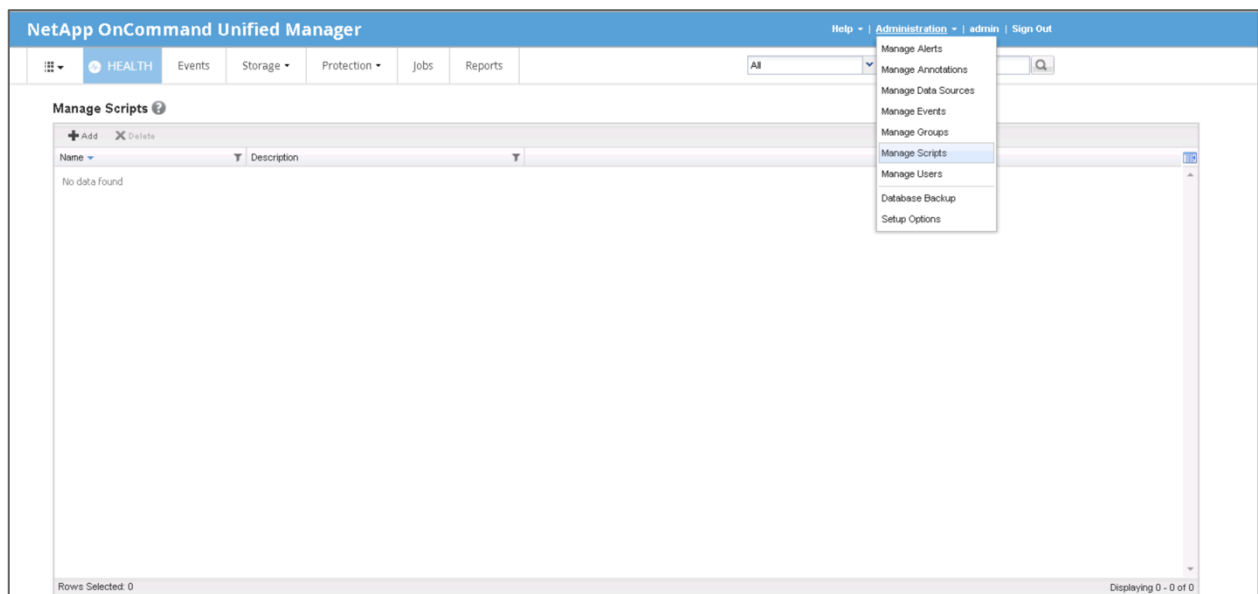 NetApp OnCommand Unified Manager
Help | Administration | admin | Sign Out
HEALTH Events Storage Protection Jobs Reports All
Manage Alerts
Manage Annotations
Manage Data Sources
Manage Events
Manage Groups
Manage Scripts
Manage Users
Database Backup
Setup Options
Manage Scripts
Add Delete
Name Description
No data found
Rows Selected: 0 Displaying 0 - 0 of 0